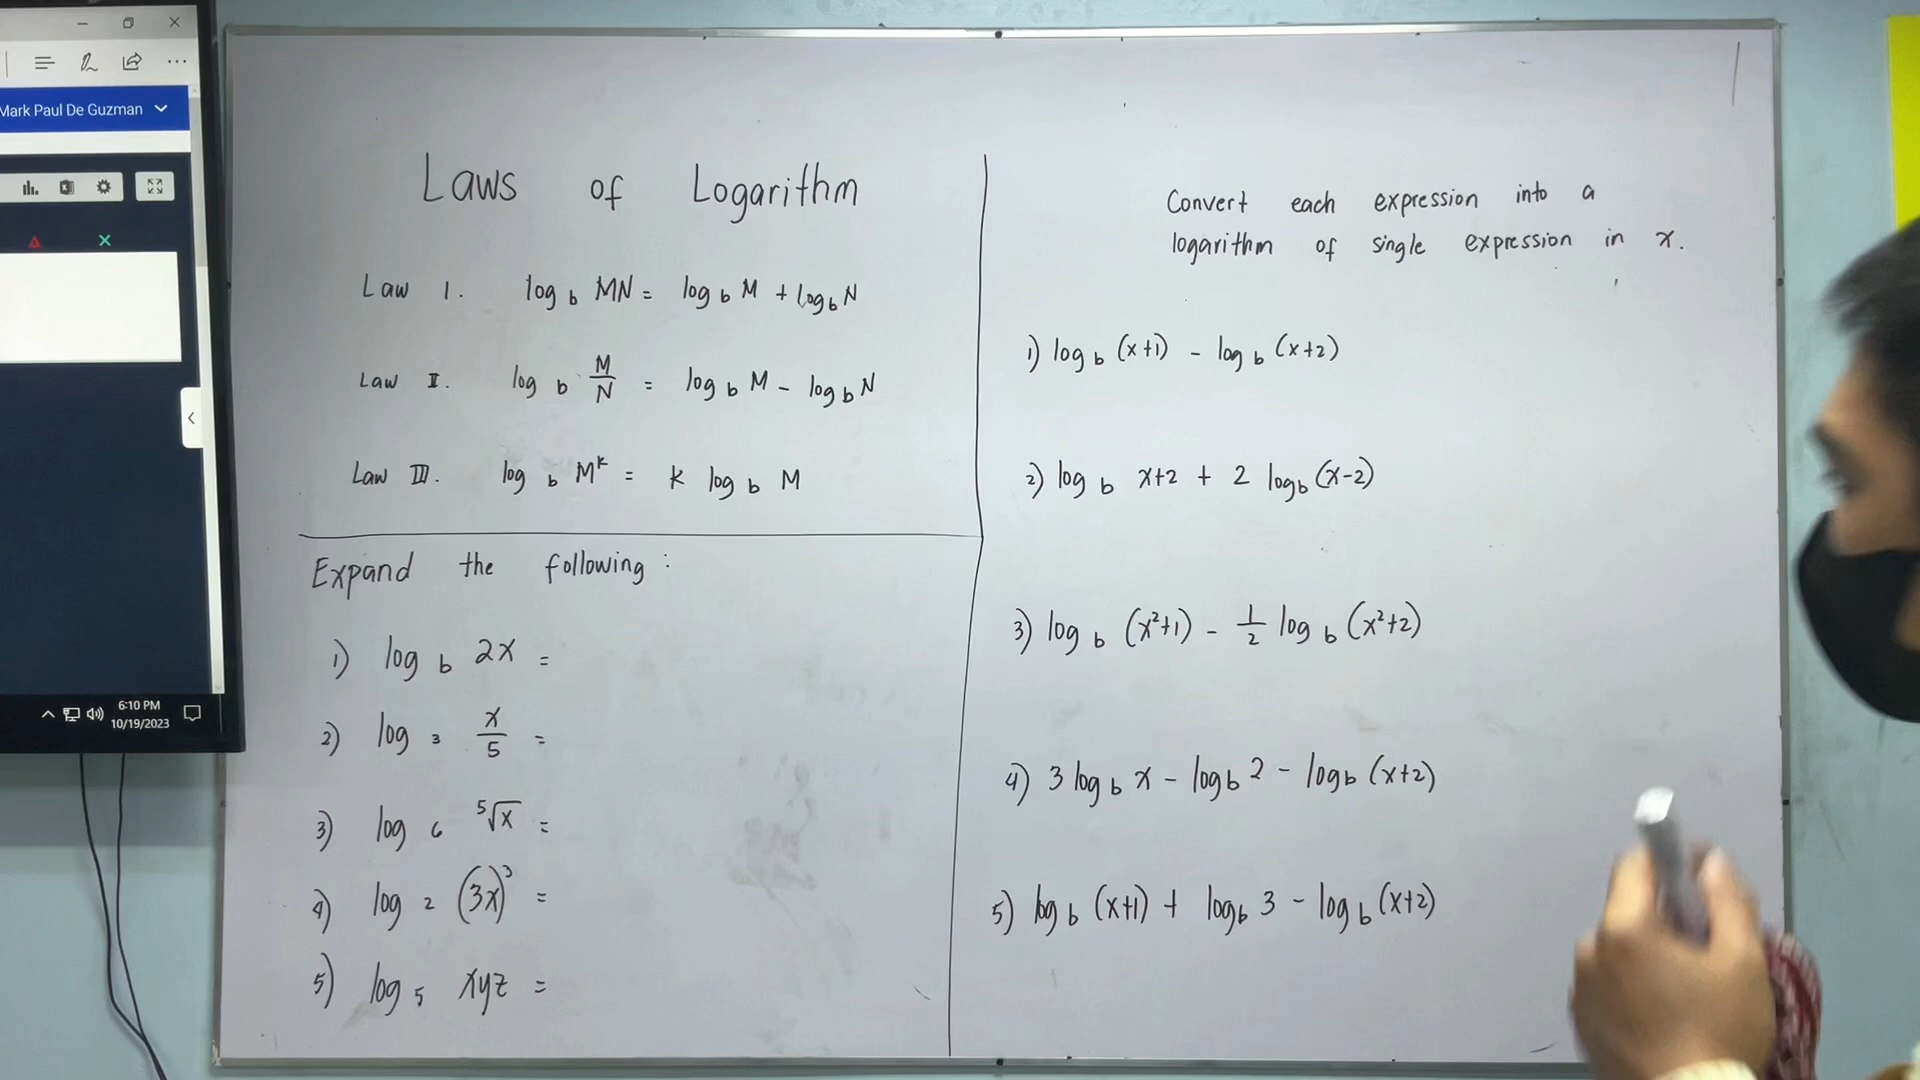 Mark Paul De Guzman
6:10 PM
10/19/2023
Laws of Logarithm
Law I. log b MN = log b M + log b N
Law II. log b M/N = log b M - log b N
Law III. log b M^k = k log b M
Expand the following :
1) log b 2x =
2) log 3 x/5 =
3) log 6 ⁵√x =
4) log 2 (3x)³ =
5) log 5 xyz =
Convert each expression into a
logarithm of single expression in x.
1) log b (x+1) - log b (x+2)
2) log b x+2 + 2 log b (x-2)
3) log b (x²+1) - 1/2 log b (x²+2)
4) 3 log b x - log b 2 - log b (x+2)
5) log b (x+1) + log b 3 - log b (x+2)